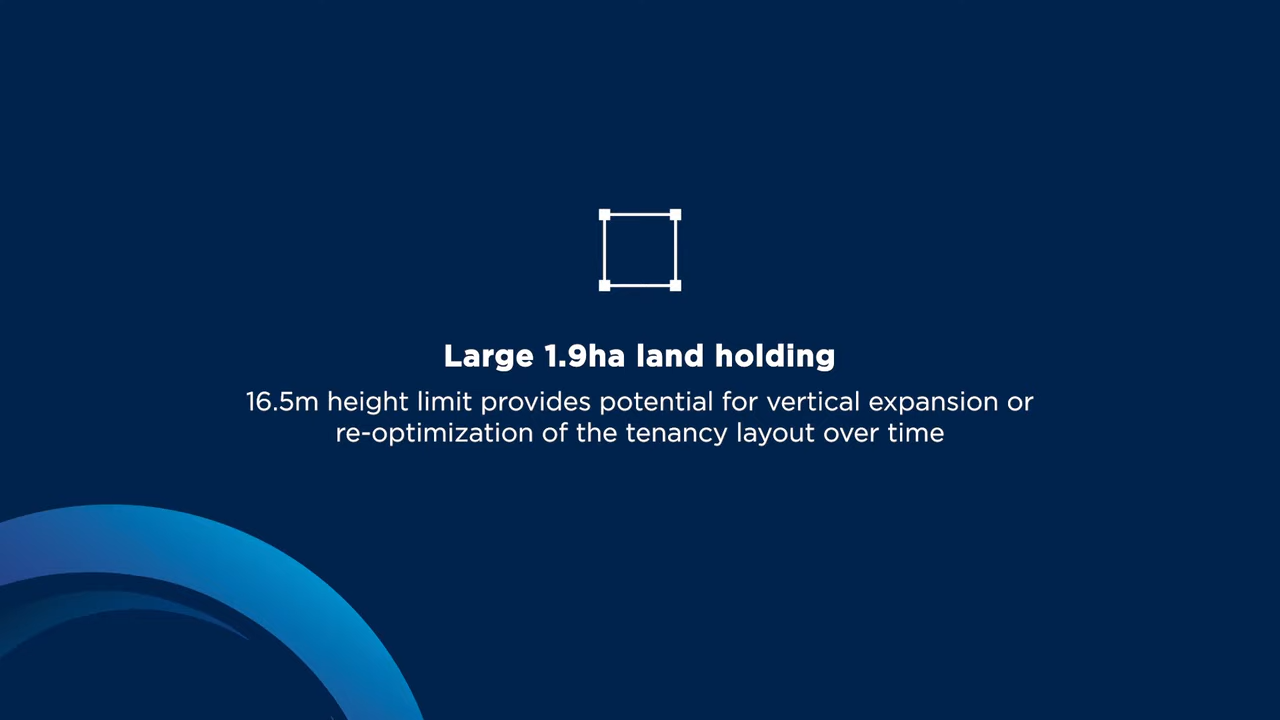 Large 1.9ha land holding
16.5m height limit provides potential for vertical expansion or
re-optimization of the tenancy layout over time